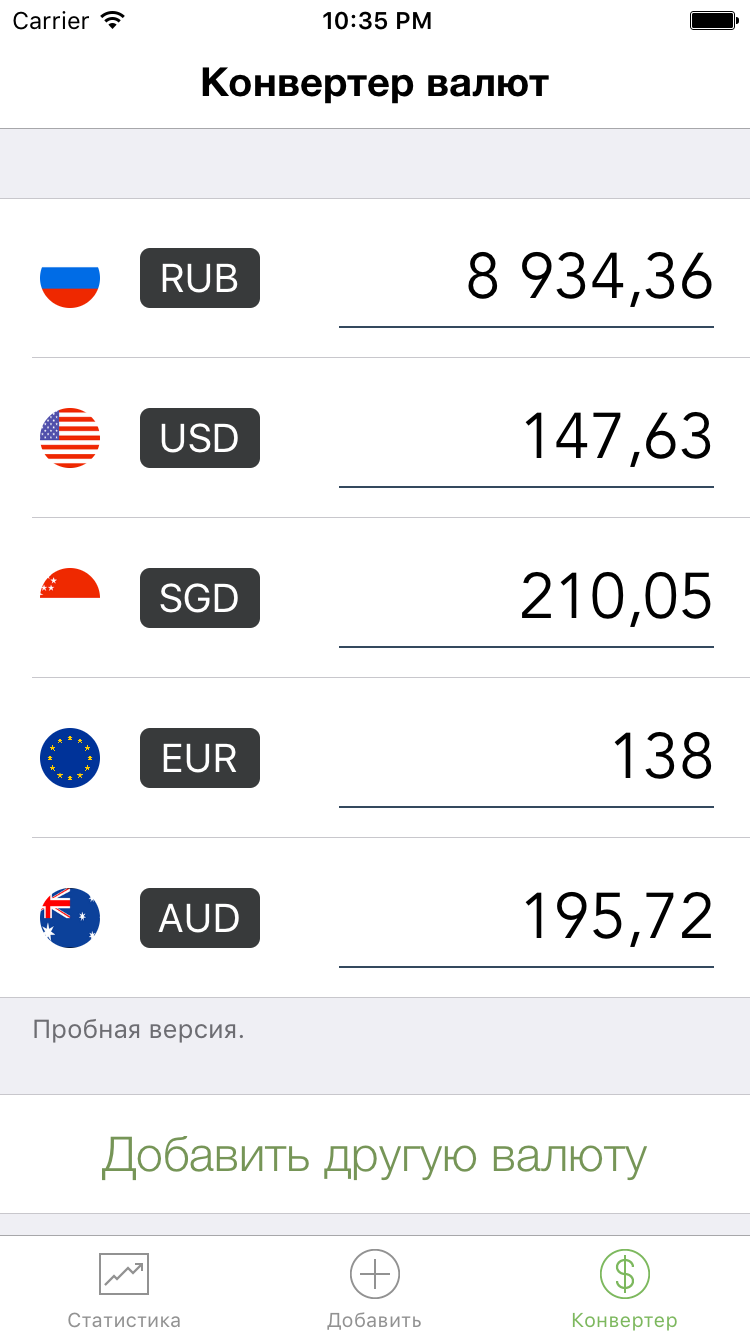 Carrier 10:35 PM
Конвертер валют
RUB 8 934,36
USD 147,63
SGD 210,05
EUR 138
AUD 195,72
Пробная версия.
Добавить другую валюту
Статистика Добавить Конвертер